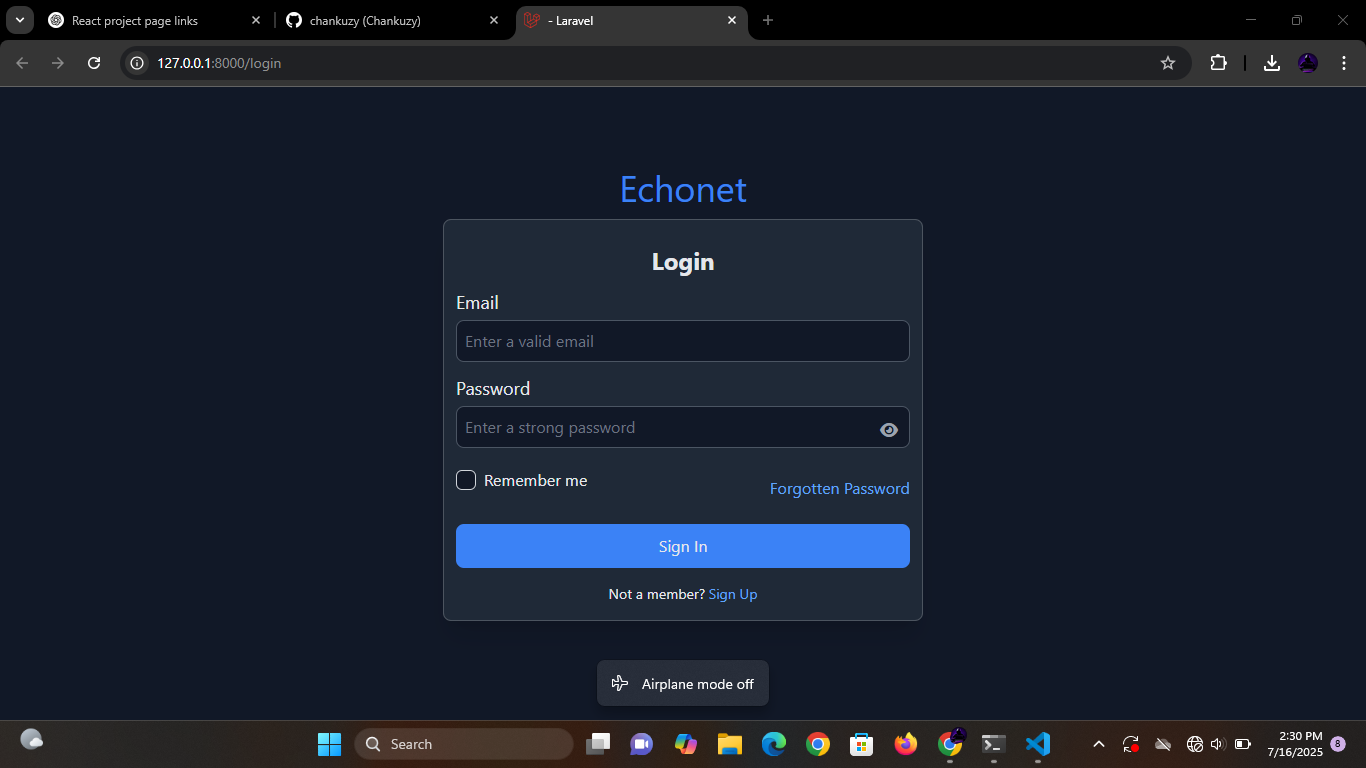 React project page links
chankuzy (Chankuzy)
- Laravel
127.0.0.1:8000/login
Echonet
Login
Email
Enter a valid email
Password
Enter a strong password
Remember me
Forgotten Password
Sign In
Not a member? Sign Up
Airplane mode off
Search
2:30 PM
7/16/2025
8